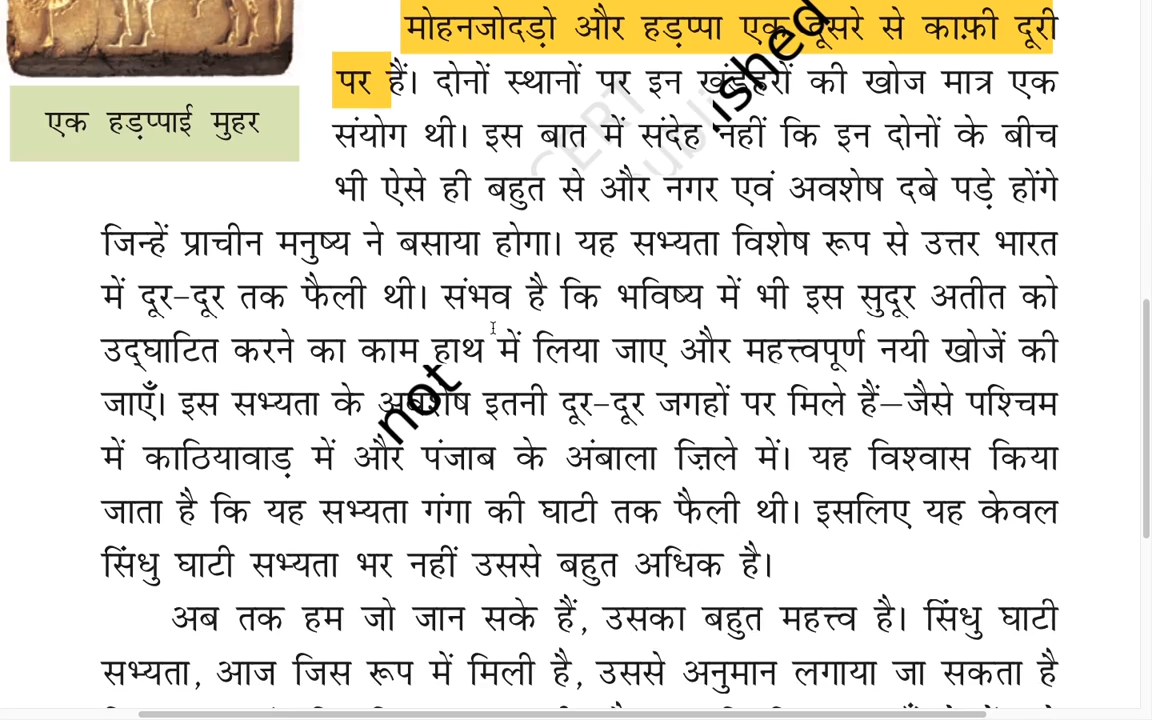 मोहनजोदड़ो और हड़प्पा एक दूसरे से काफ़ी दूरी
पर हैं। दोनों स्थानों पर इन खंडहरों की खोज मात्र एक
एक हड़प्पाई मुहर
संयोग थी। इस बात में संदेह नहीं कि इन दोनों के बीच
भी ऐसे ही बहुत से और नगर एवं अवशेष दबे पड़े होंगे
जिन्हें प्राचीन मनुष्य ने बसाया होगा। यह सभ्यता विशेष रूप से उत्तर भारत
में दूर-दूर तक फैली थी। संभव है कि भविष्य में भी इस सुदूर अतीत को
उद्घाटित करने का काम हाथ में लिया जाए और महत्त्वपूर्ण नयी खोजें की
जाएँ। इस सभ्यता के अवशेष इतनी दूर-दूर जगहों पर मिले हैं—जैसे पश्चिम
में काठियावाड़ में और पंजाब के अंबाला ज़िले में। यह विश्वास किया
जाता है कि यह सभ्यता गंगा की घाटी तक फैली थी। इसलिए यह केवल
सिंधु घाटी सभ्यता भर नहीं उससे बहुत अधिक है।
अब तक हम जो जान सके हैं, उसका बहुत महत्त्व है। सिंधु घाटी
सभ्यता, आज जिस रूप में मिली है, उससे अनुमान लगाया जा सकता है
not
ished